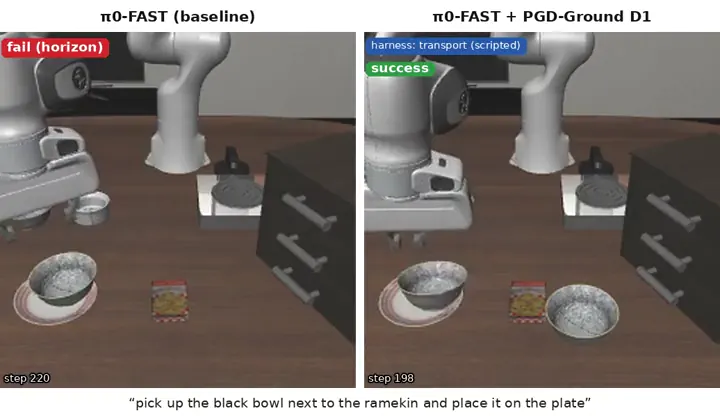 π0-FAST (baseline)
π0-FAST + PGD-Ground D1
fail (horizon)
harness: transport (scripted)
success
step 220
step 198
“pick up the black bowl next to the ramekin and place it on the plate”